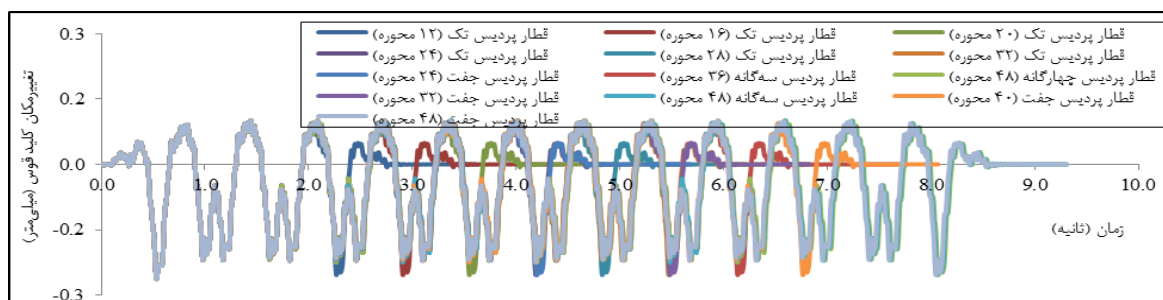 0.3
0.2
0.0
-0.2
-0.3
تغییرمکان کلید قوس (میلی‌متر)
قطار پردیس تک (۱۲ محوره) قطار پردیس تک (۱۶ محوره) قطار پردیس تک (۲۰ محوره)
قطار پردیس تک (۲۴ محوره) قطار پردیس تک (۲۸ محوره) قطار پردیس تک (۳۲ محوره)
قطار پردیس جفت (۲۴ محوره) قطار پردیس سه‌گانه (۳۶ محوره) قطار پردیس چهارگانه (۴۸ محوره)
قطار پردیس جفت (۳۲ محوره) قطار پردیس سه‌گانه (۴۸ محوره) قطار پردیس جفت (۴۰ محوره)
قطار پردیس جفت (۴۸ محوره)
0.0 1.0 2.0 3.0 4.0 5.0 6.0 7.0 8.0 9.0 10.0
زمان (ثانیه)